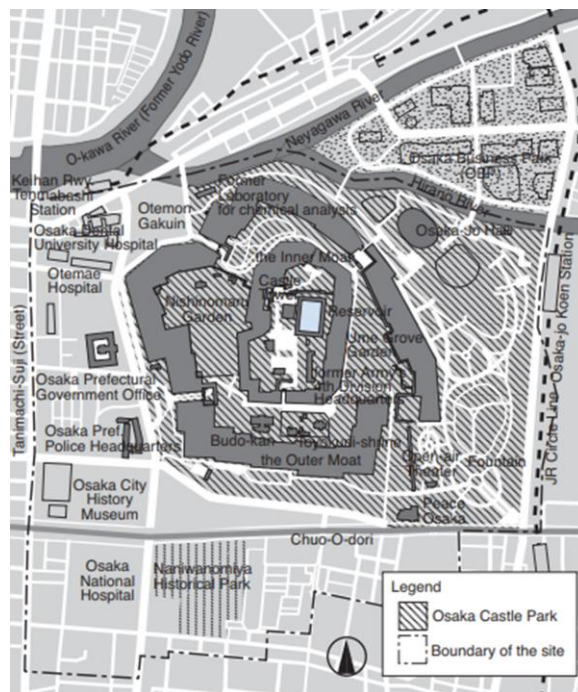 O-kawa River (Former Yodo River)
Neyagawa River
Osaka Business Park
(OBP)
Hirano River
Keihan Rwy
Tenmabashi
Station
Former
Laboratory
for chemical analysis
Otemon
Gakuin
Osaka Dental
University Hospital
Osaka-Jo Hall
Otemae
Hospital
the Inner Moat
Castle
Tower
Nishinomaru
Garden
Reservoir
Ume Grove
Garden
former Army's
4th Division
Headquarters
JR Circle Line Osaka-jo Koen Station
Tanimachi-Suji (Street)
Osaka Prefectural
Government Office
Osaka Pref.
Police Headquarters
Budo-kan
Toyokuni-shrine
the Outer Moat
Open-air
Theater
Fountain
Osaka City
History
Museum
Peace
Osaka
Chuo-O-dori
Osaka
National
Hospital
Naniwanomiya
Historical Park
Legend
Osaka Castle Park
Boundary of the site